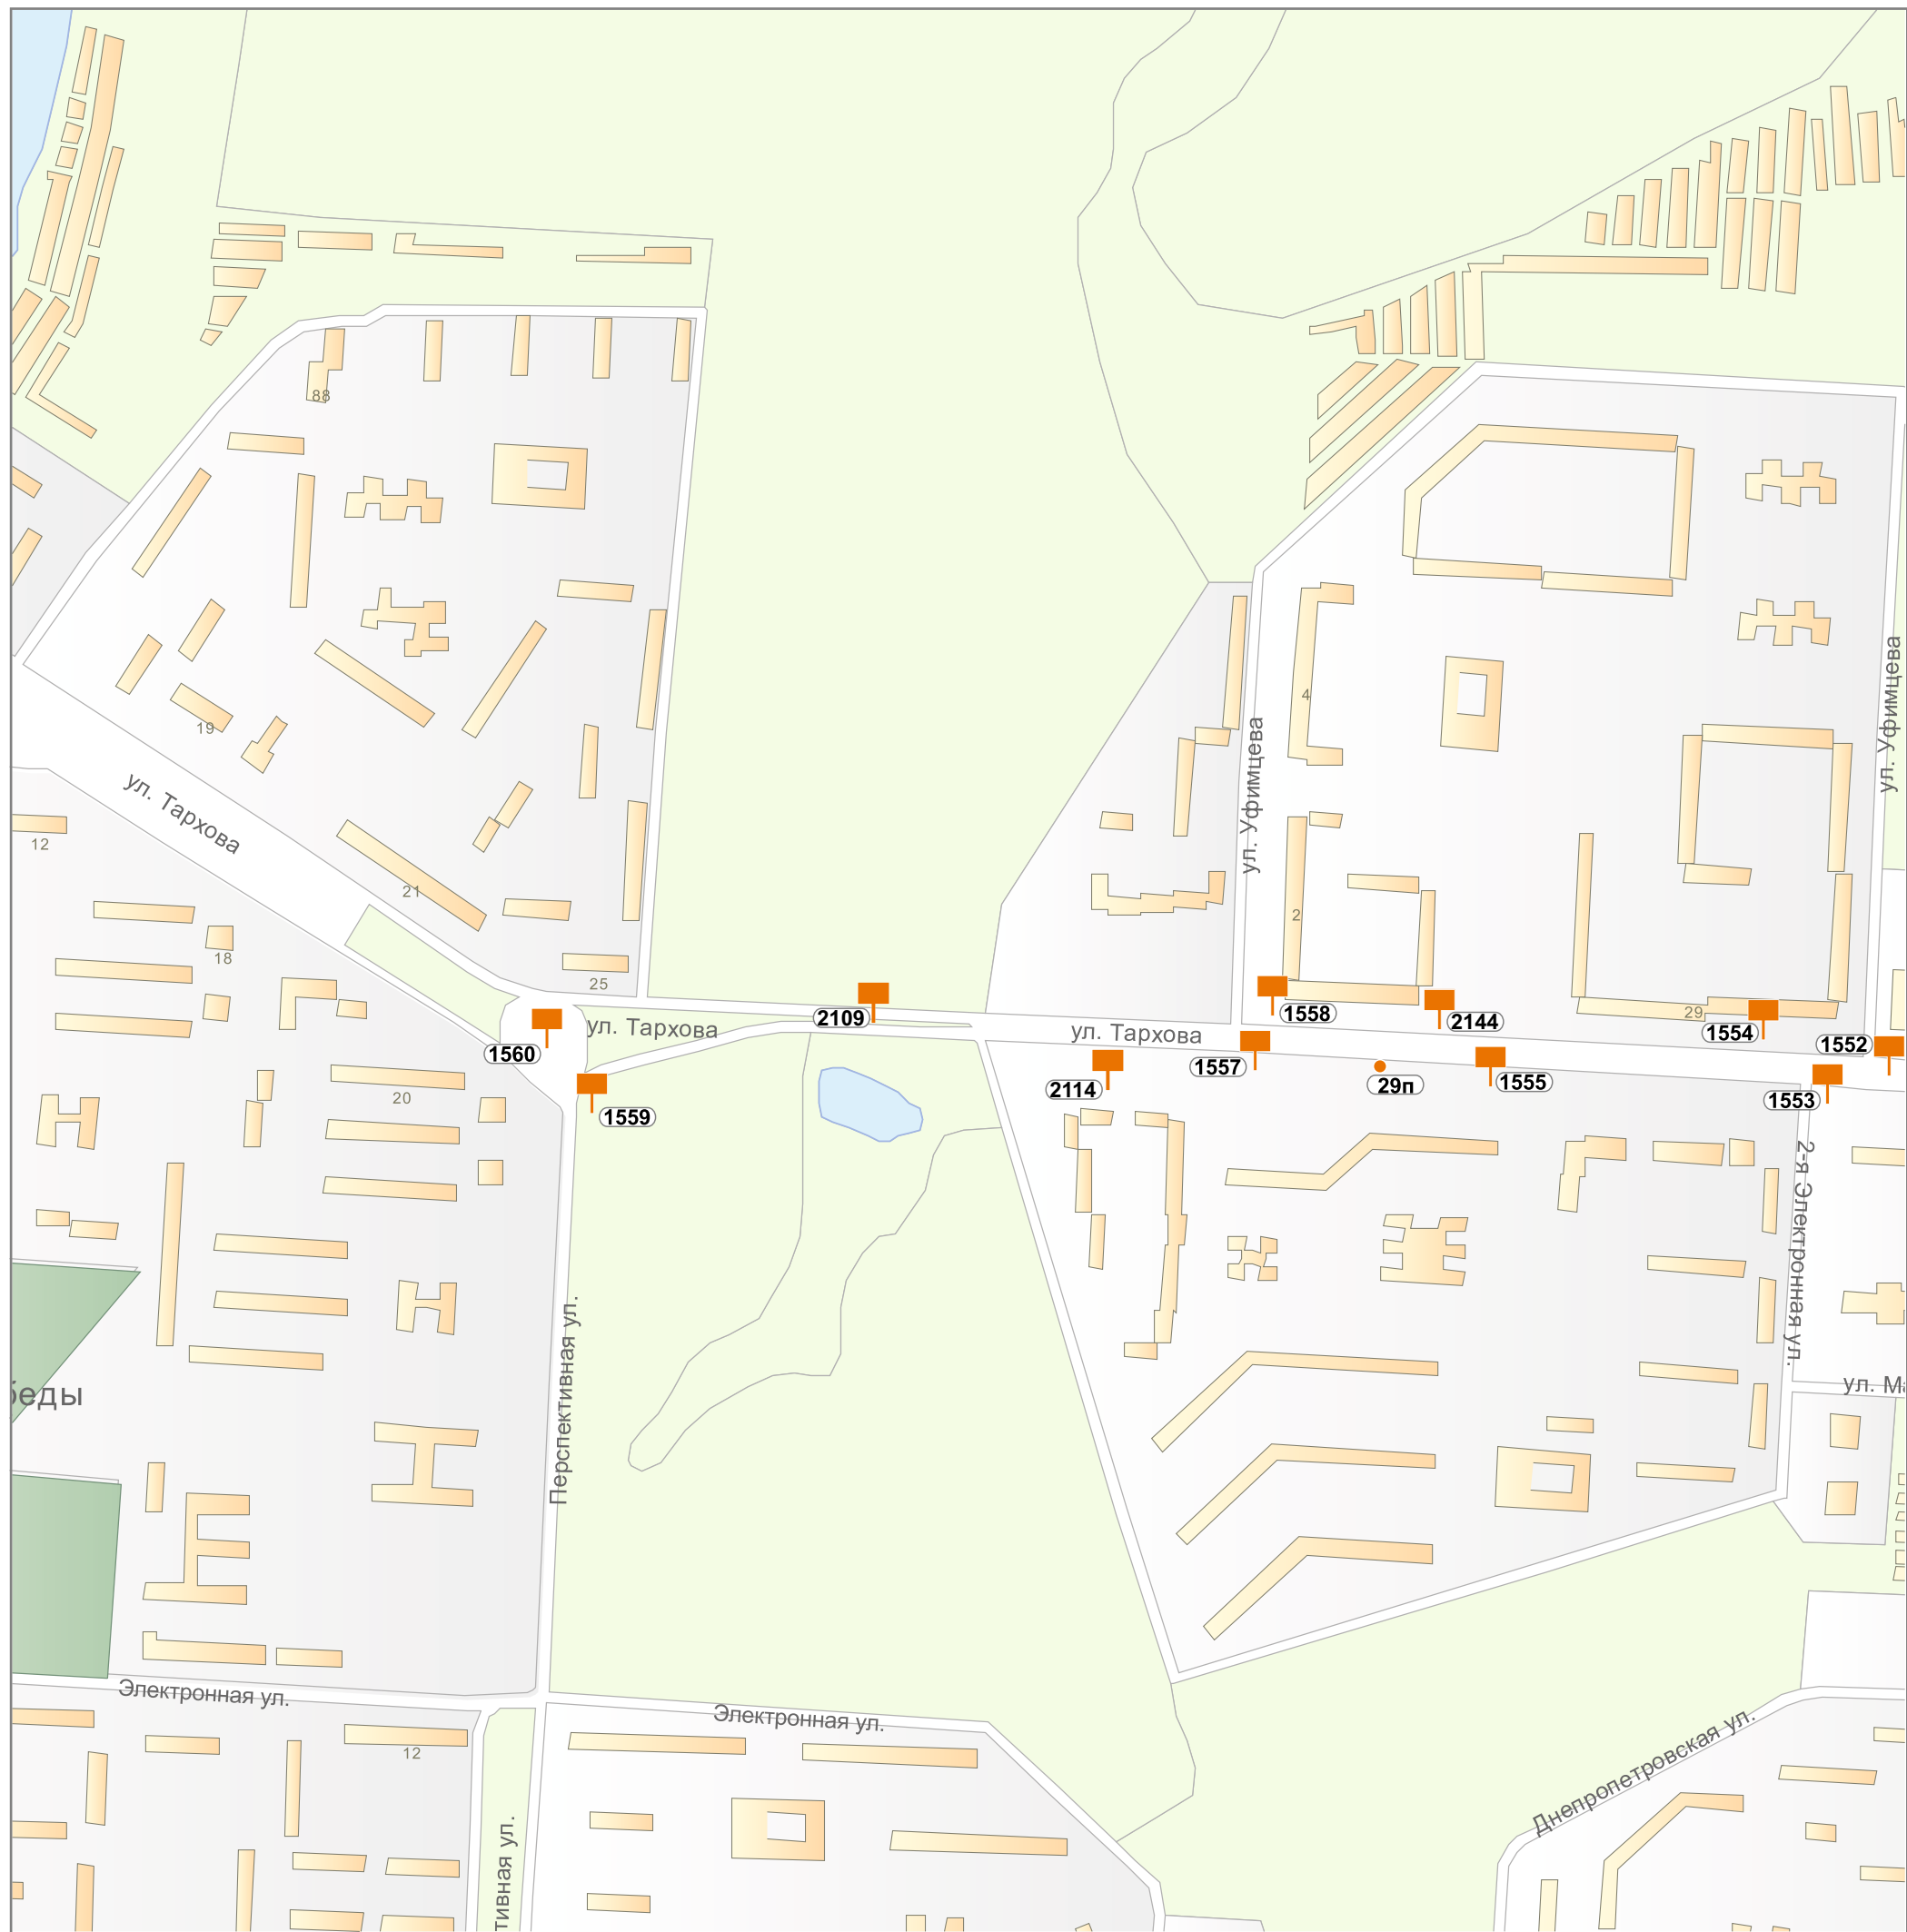 88
ул. Уфимцева
4
19
ул. Уфимцева
ул. Тархова
12
21
2
18
25
29
2109
ул. Тархова
1558
2144
1554
1552
1560
ул. Тархова
1557
1555
29п
2114
1553
20
1559
2-я Электронная ул.
Перспективная ул.
беды
ул. Ма
Электронная ул.
Электронная ул.
12
Днепропетровская ул.
тивная ул.